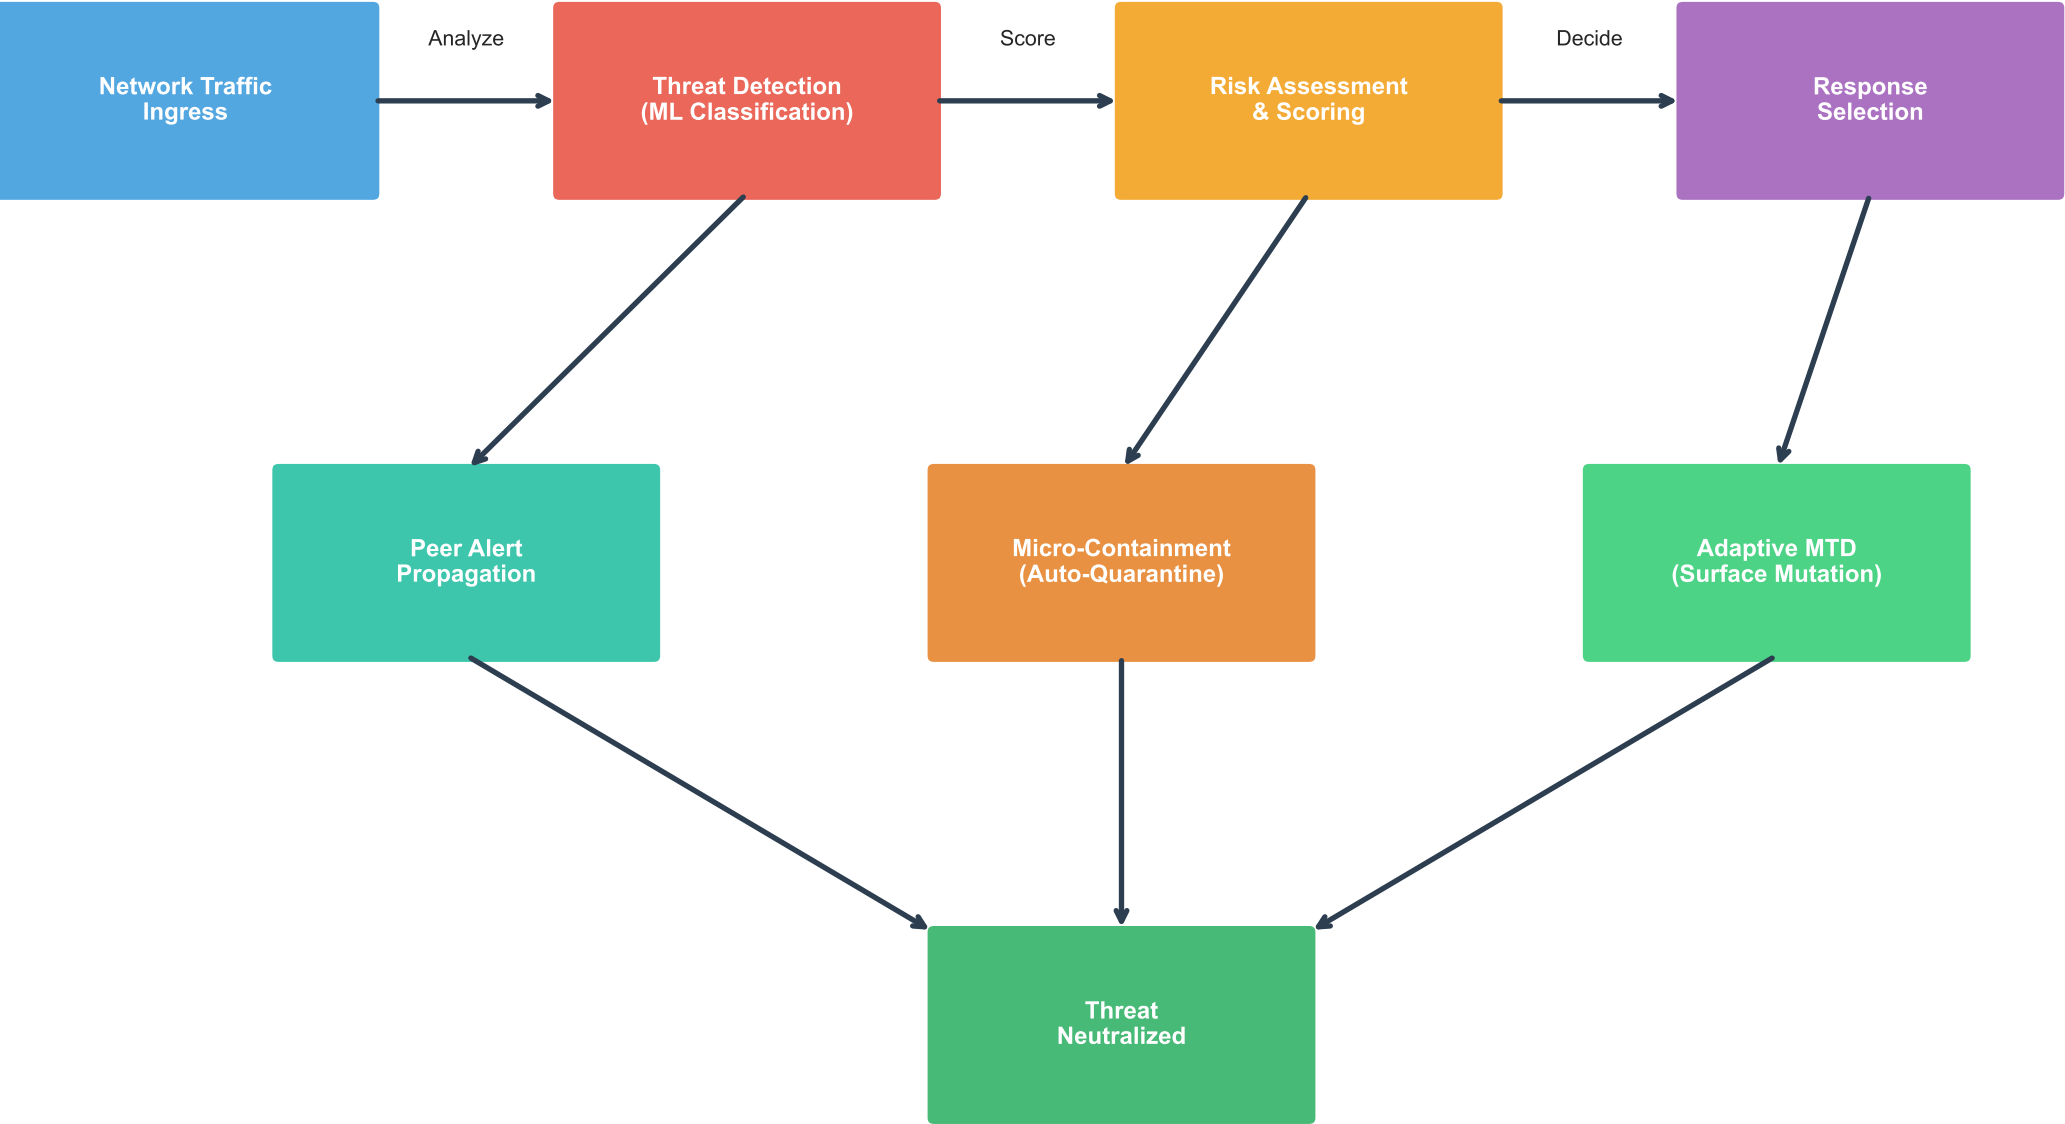 Network Traffic
Ingress
Analyze
Threat Detection
(ML Classification)
Score
Risk Assessment
& Scoring
Decide
Response
Selection
Peer Alert
Propagation
Micro-Containment
(Auto-Quarantine)
Adaptive MTD
(Surface Mutation)
Threat
Neutralized